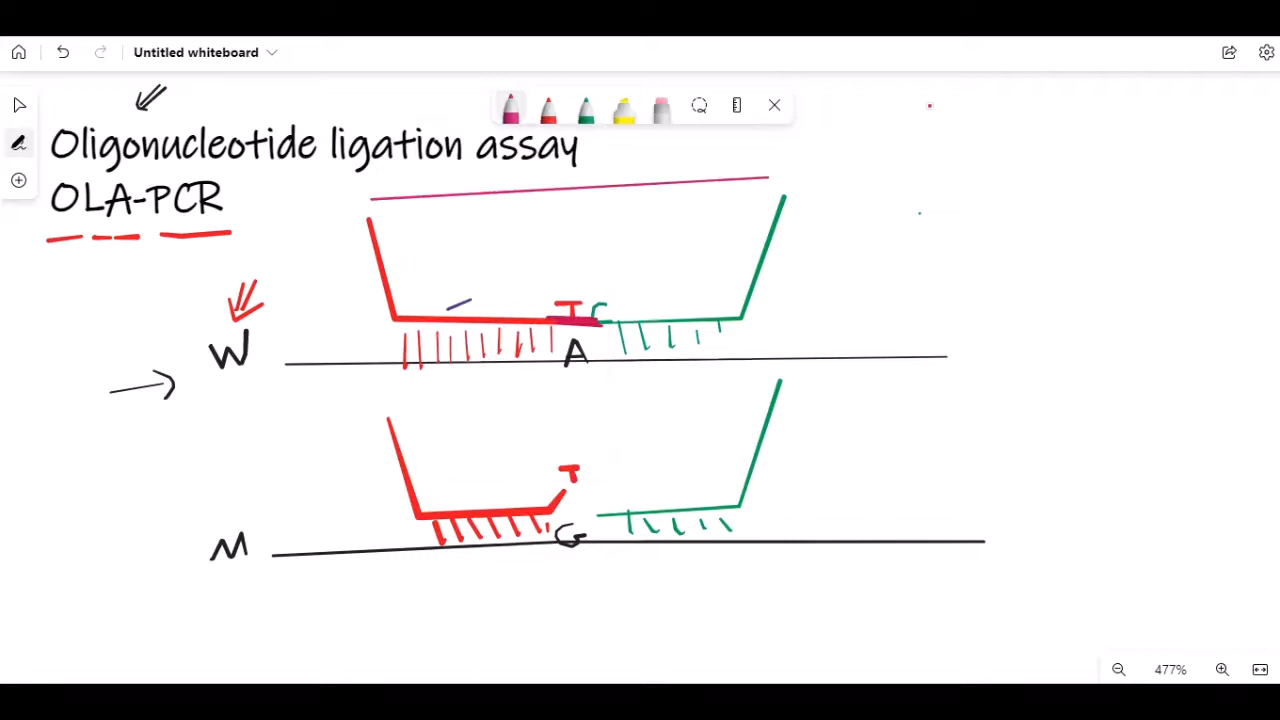 Untitled whiteboard
Oligonucleotide ligation assay
OLA-PCR
T
W
A
T
M
G
477%